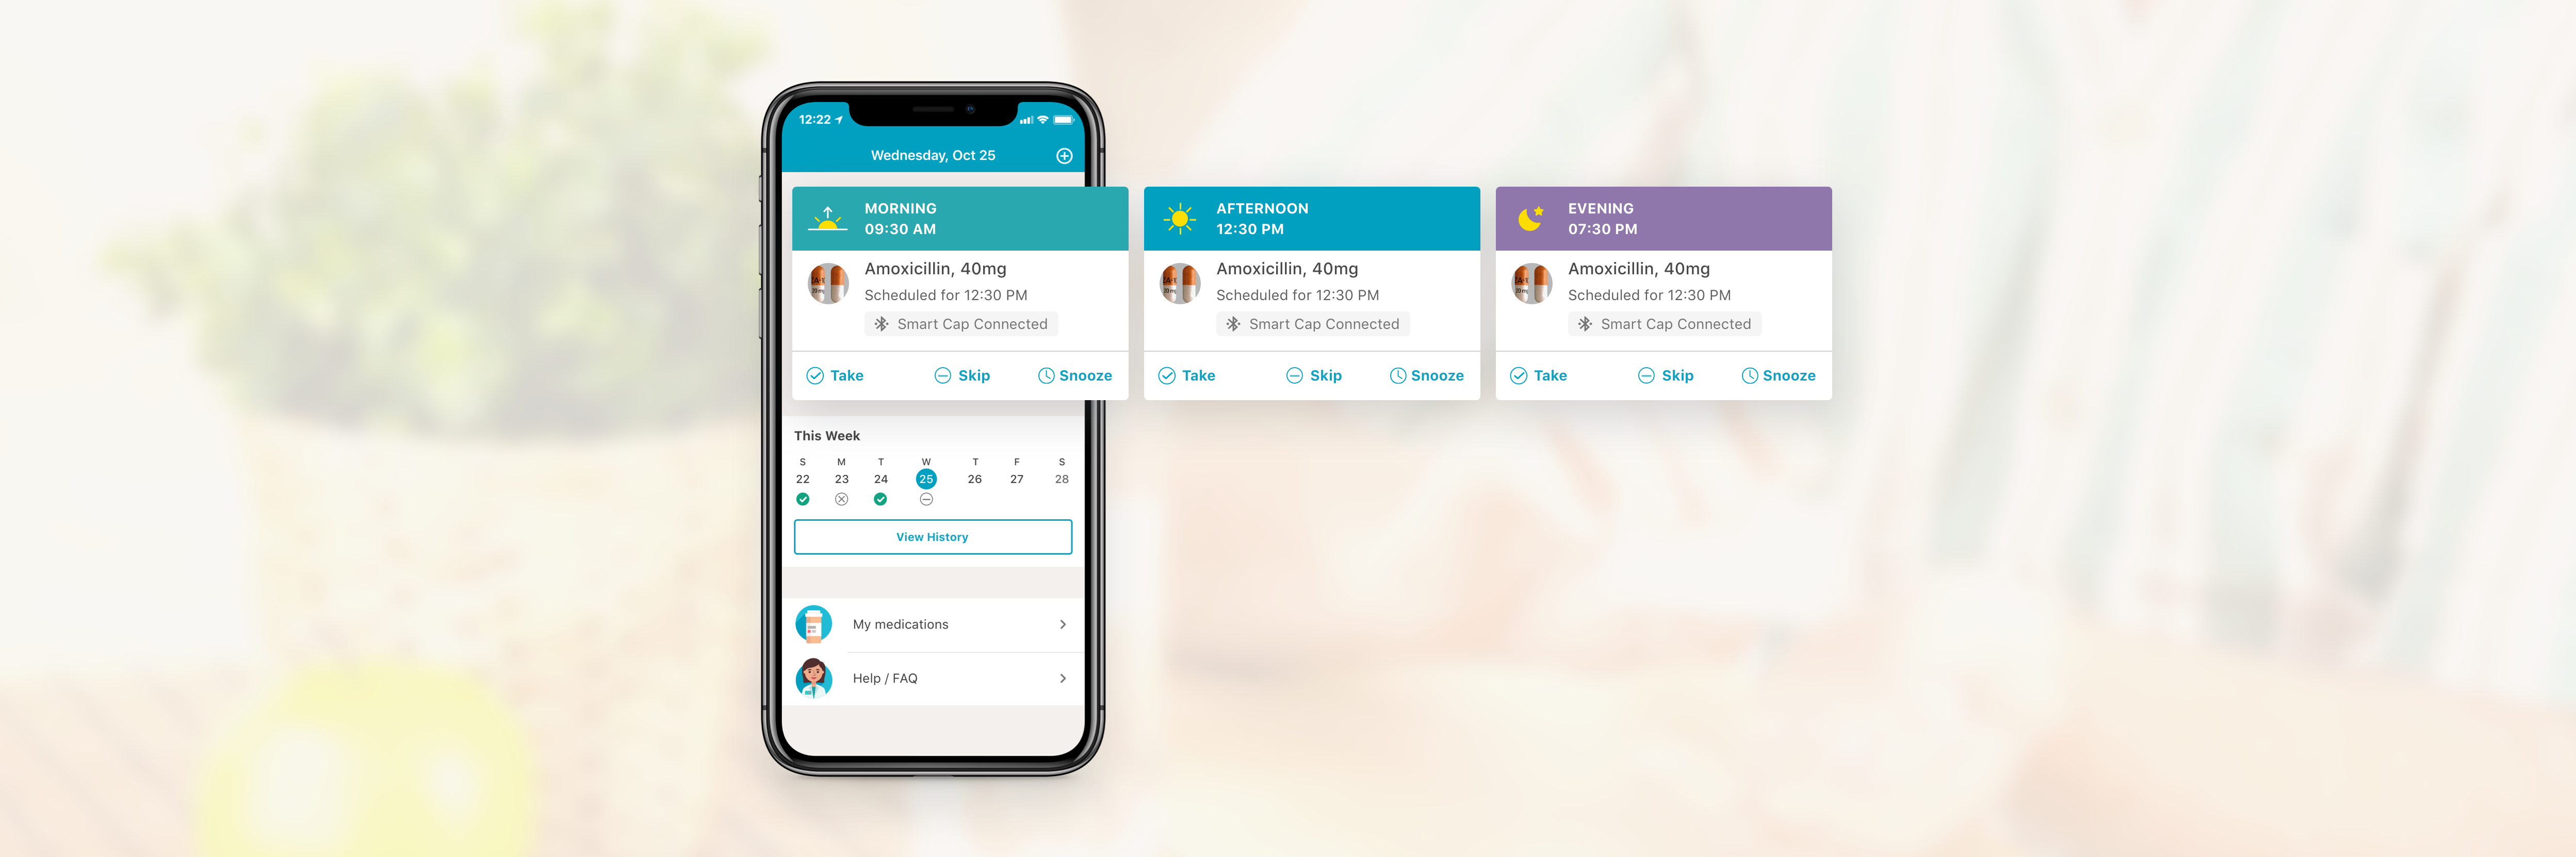 12:22
Wednesday, Oct 25
MORNING
09:30 AM
Amoxicillin, 40mg
Scheduled for 12:30 PM
Smart Cap Connected
Take Skip Snooze
AFTERNOON
12:30 PM
Amoxicillin, 40mg
Scheduled for 12:30 PM
Smart Cap Connected
Take Skip Snooze
EVENING
07:30 PM
Amoxicillin, 40mg
Scheduled for 12:30 PM
Smart Cap Connected
Take Skip Snooze
This Week
S M T W T F S
22 23 24 25 26 27 28
View History
My medications
Help / FAQ